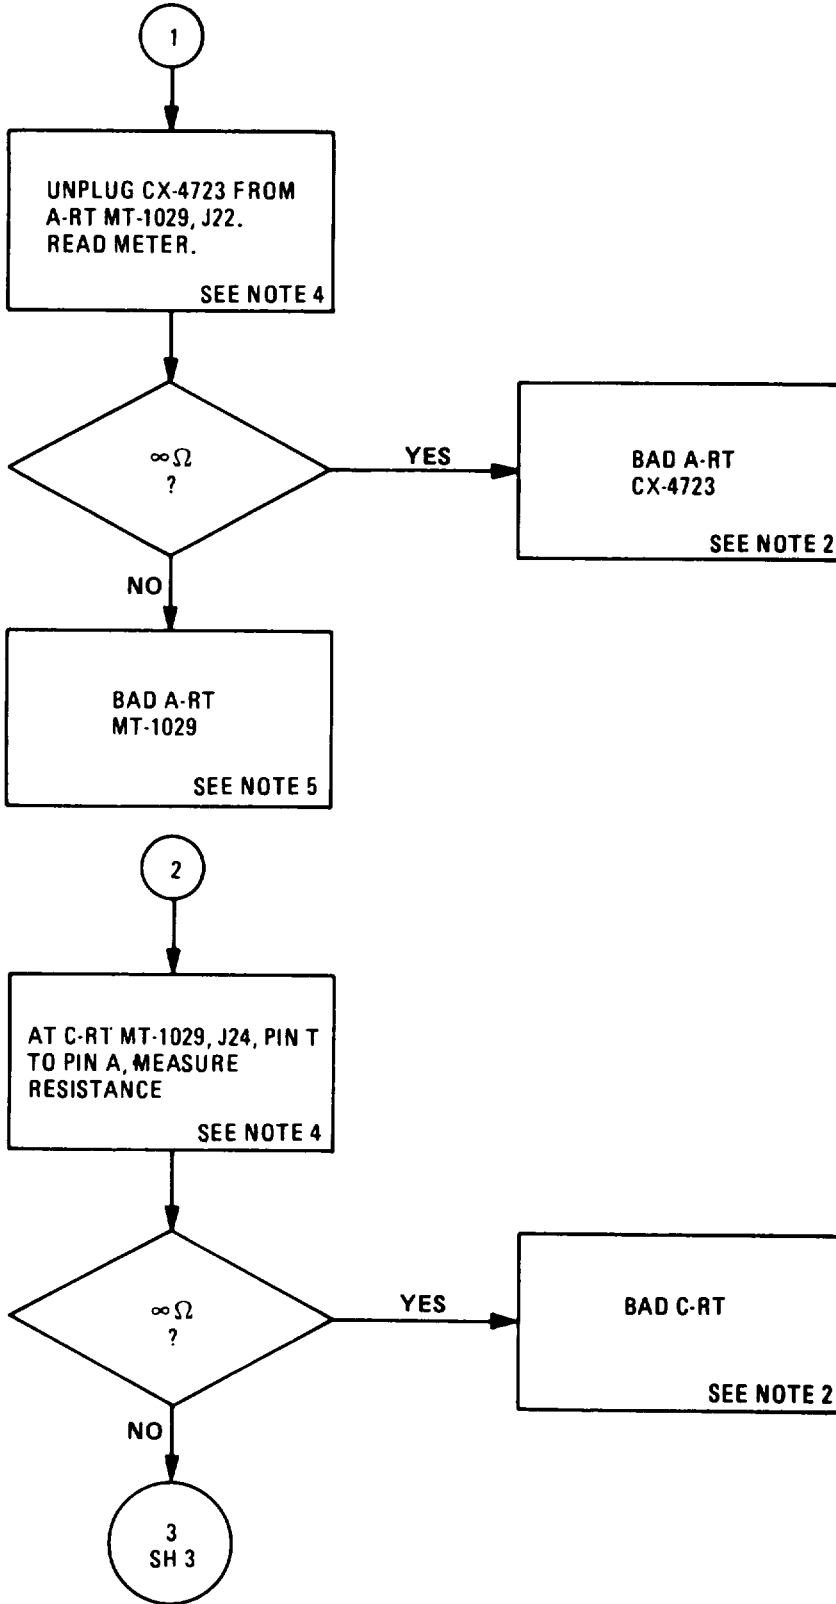 1
UNPLUG CX-4723 FROM
A-RT MT-1029, J22.
READ METER.
SEE NOTE 4
∞Ω
?
YES
BAD A-RT
CX-4723
SEE NOTE 2
NO
BAD A-RT
MT-1029
SEE NOTE 5
2
AT C-RT MT-1029, J24, PIN T
TO PIN A, MEASURE
RESISTANCE
SEE NOTE 4
∞Ω
?
YES
BAD C-RT
SEE NOTE 2
NO
3
SH 3